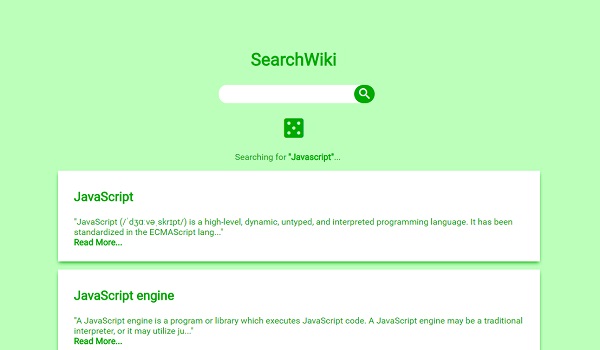 SearchWiki
Searching for "Javascript"...
JavaScript
"JavaScript (/ˈdʒɑːvəˌskrɪpt/) is a high-level, dynamic, untyped, and interpreted programming language. It has been
standardized in the ECMAScript lang..."
Read More...
JavaScript engine
"A JavaScript engine is a program or library which executes JavaScript code. A JavaScript engine may be a traditional
interpreter, or it may utilize ju..."
Read More...